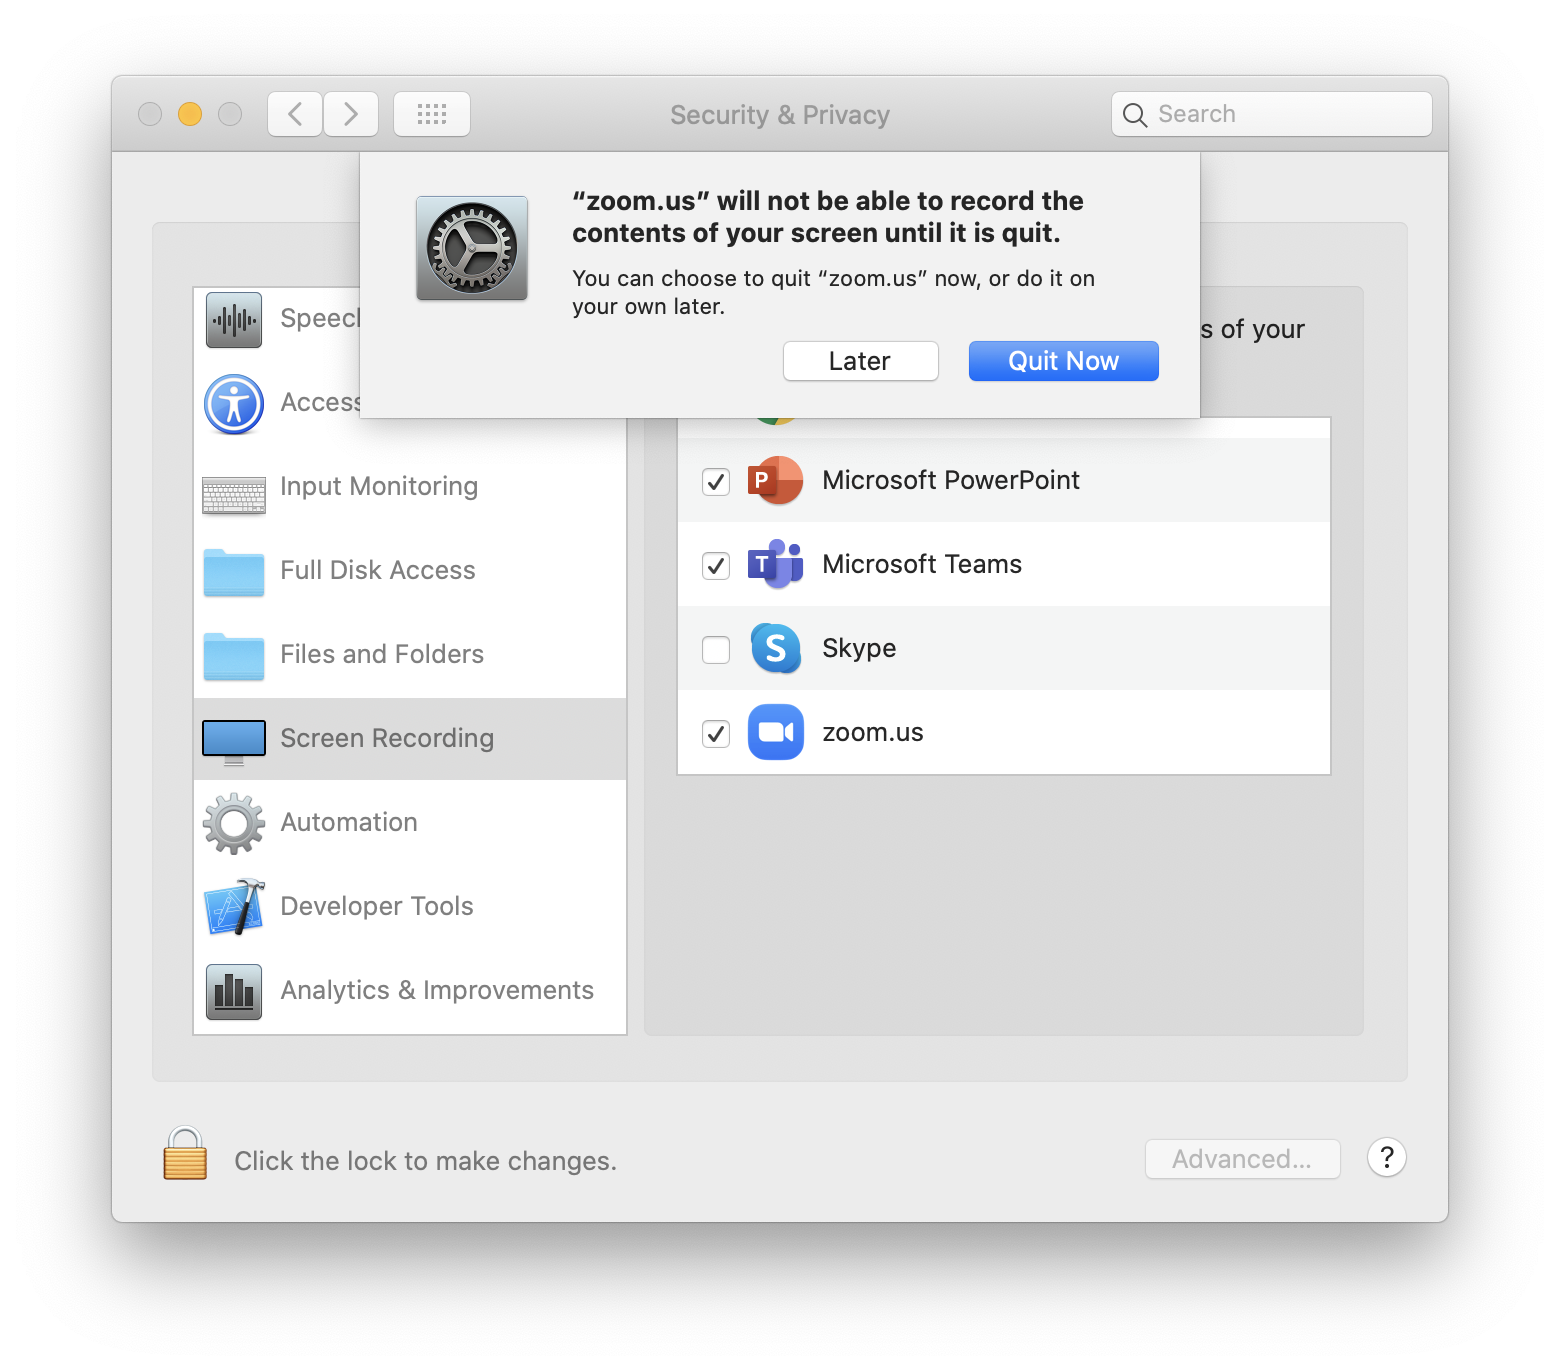 Security & Privacy
Search
“zoom.us” will not be able to record the
contents of your screen until it is quit.
You can choose to quit “zoom.us” now, or do it on
your own later.
Later
Quit Now
s of your
Input Monitoring
Full Disk Access
Files and Folders
Screen Recording
Automation
Developer Tools
Analytics & Improvements
P
Microsoft PowerPoint
T
Microsoft Teams
S
Skype
zoom.us
Click the lock to make changes.
Advanced...
?